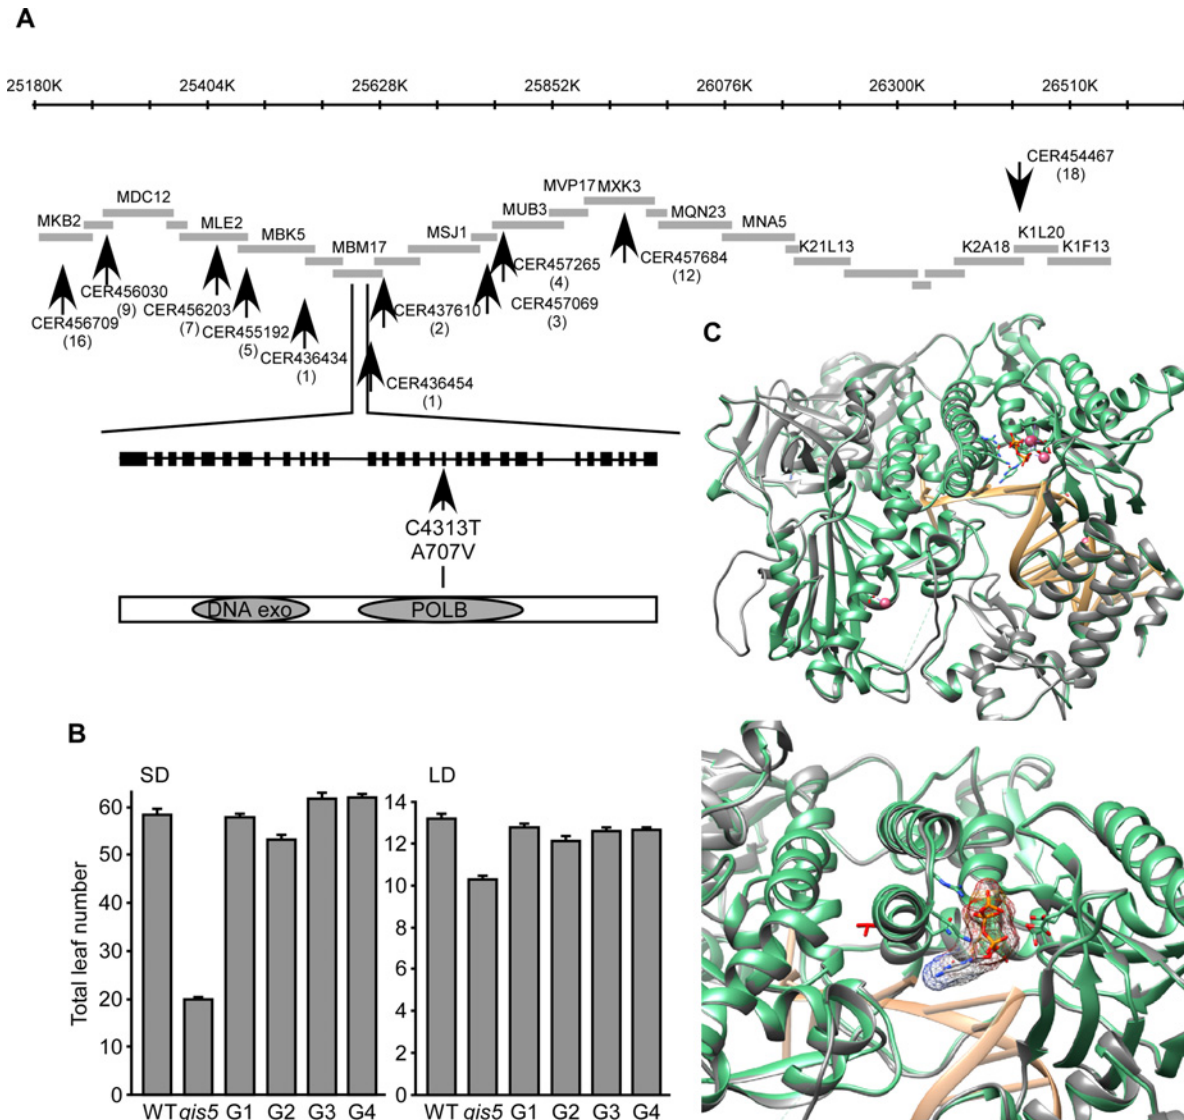 A
25180K 25404K 25628K 25852K 26076K 26300K 26510K
CER454467
(18)
MVP17 MXK3
MDC12
MKB2 MLE2 MBK5 MBM17 MSJ1 MUB3 MQN23 MNA5 K21L13 K2A18 K1L20 K1F13
CER456709
(16)
CER456030
(9)
CER456203
(7)
CER455192
(5)
CER436434
(1)
CER436454
(1)
CER437610
(2)
CER457069
(3)
CER457265
(4)
CER457684
(12)
C4313T
A707V
DNA exo POLB
B
SD
Total leaf number
60
50
60
50
40
30
20
10
0
WT gis5 G1 G2 G3 G4
LD
14
12
10
8
6
4
2
0
WT gis5 G1 G2 G3 G4
C